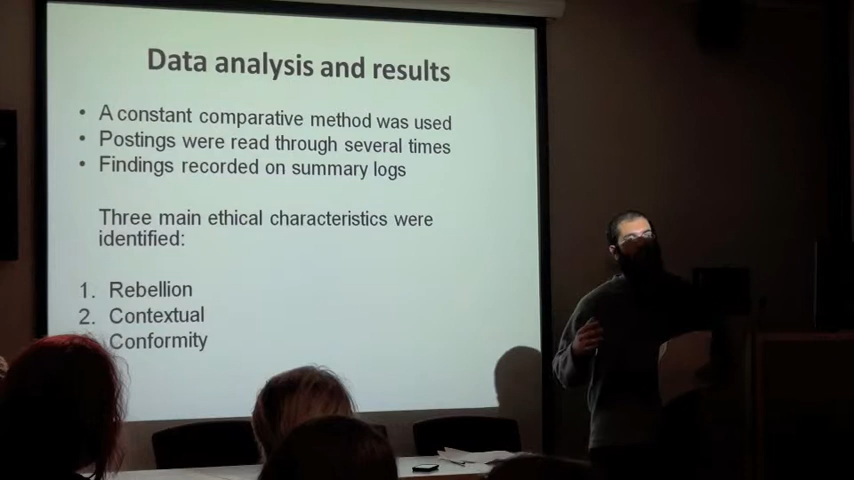 Data analysis and results
• A constant comparative method was used
• Postings were read through several times
• Findings recorded on summary logs
Three main ethical characteristics were
identified:
1. Rebellion
2. Contextual
Conformity